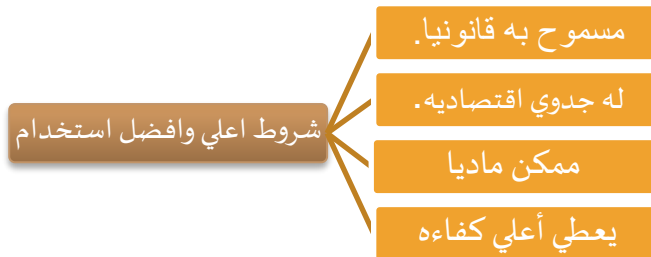 شروط اعلي وافضل استخدام
مسموح به قانونيا.
له جدوي اقتصاديه.
ممكن ماديا
يعطي أعلي كفاءه